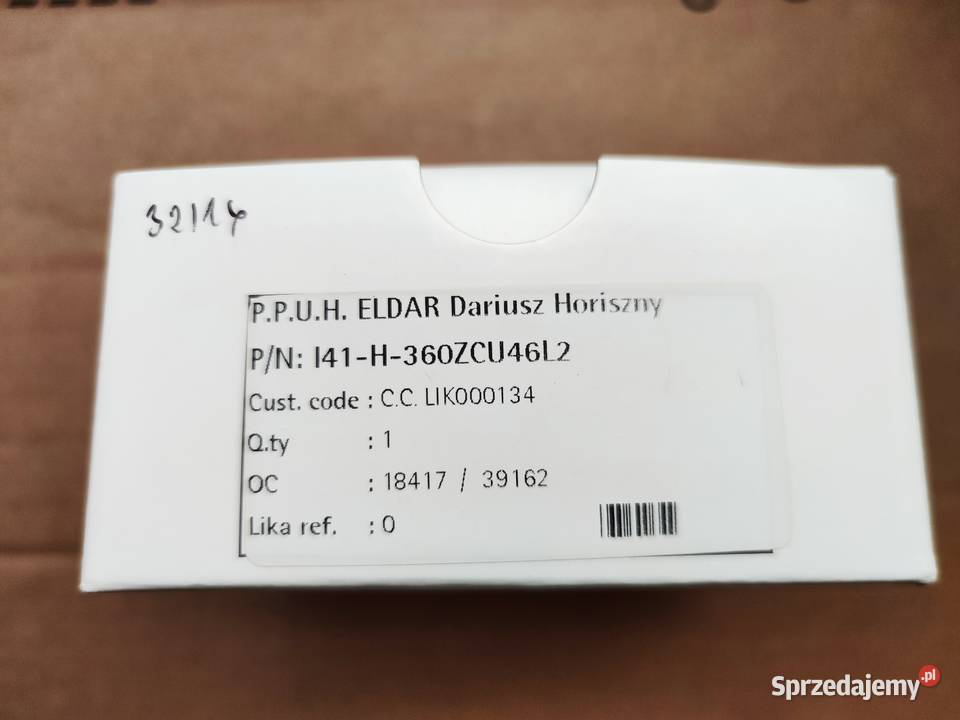 32114
P.P.U.H. ELDAR Dariusz Horiszny
P/N: I41-H-360ZCU46L2
Cust. code : C.C. LIK000134
Q.ty : 1
OC : 18417 / 39162
Lika ref. : 0
Sprzedajemy.pl